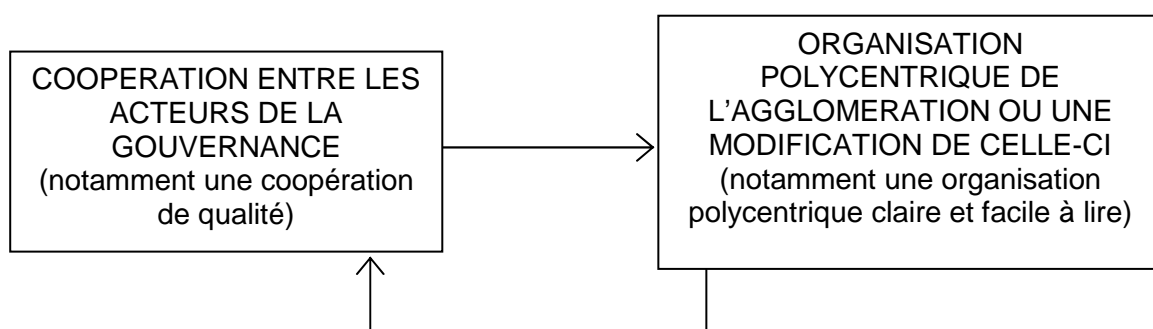 COOPERATION ENTRE LES
ACTEURS DE LA
GOUVERNANCE
(notamment une coopération
de qualité)
ORGANISATION
POLYCENTRIQUE DE
L’AGGLOMERATION OU UNE
MODIFICATION DE CELLE-CI
(notamment une organisation
polycentrique claire et facile à lire)